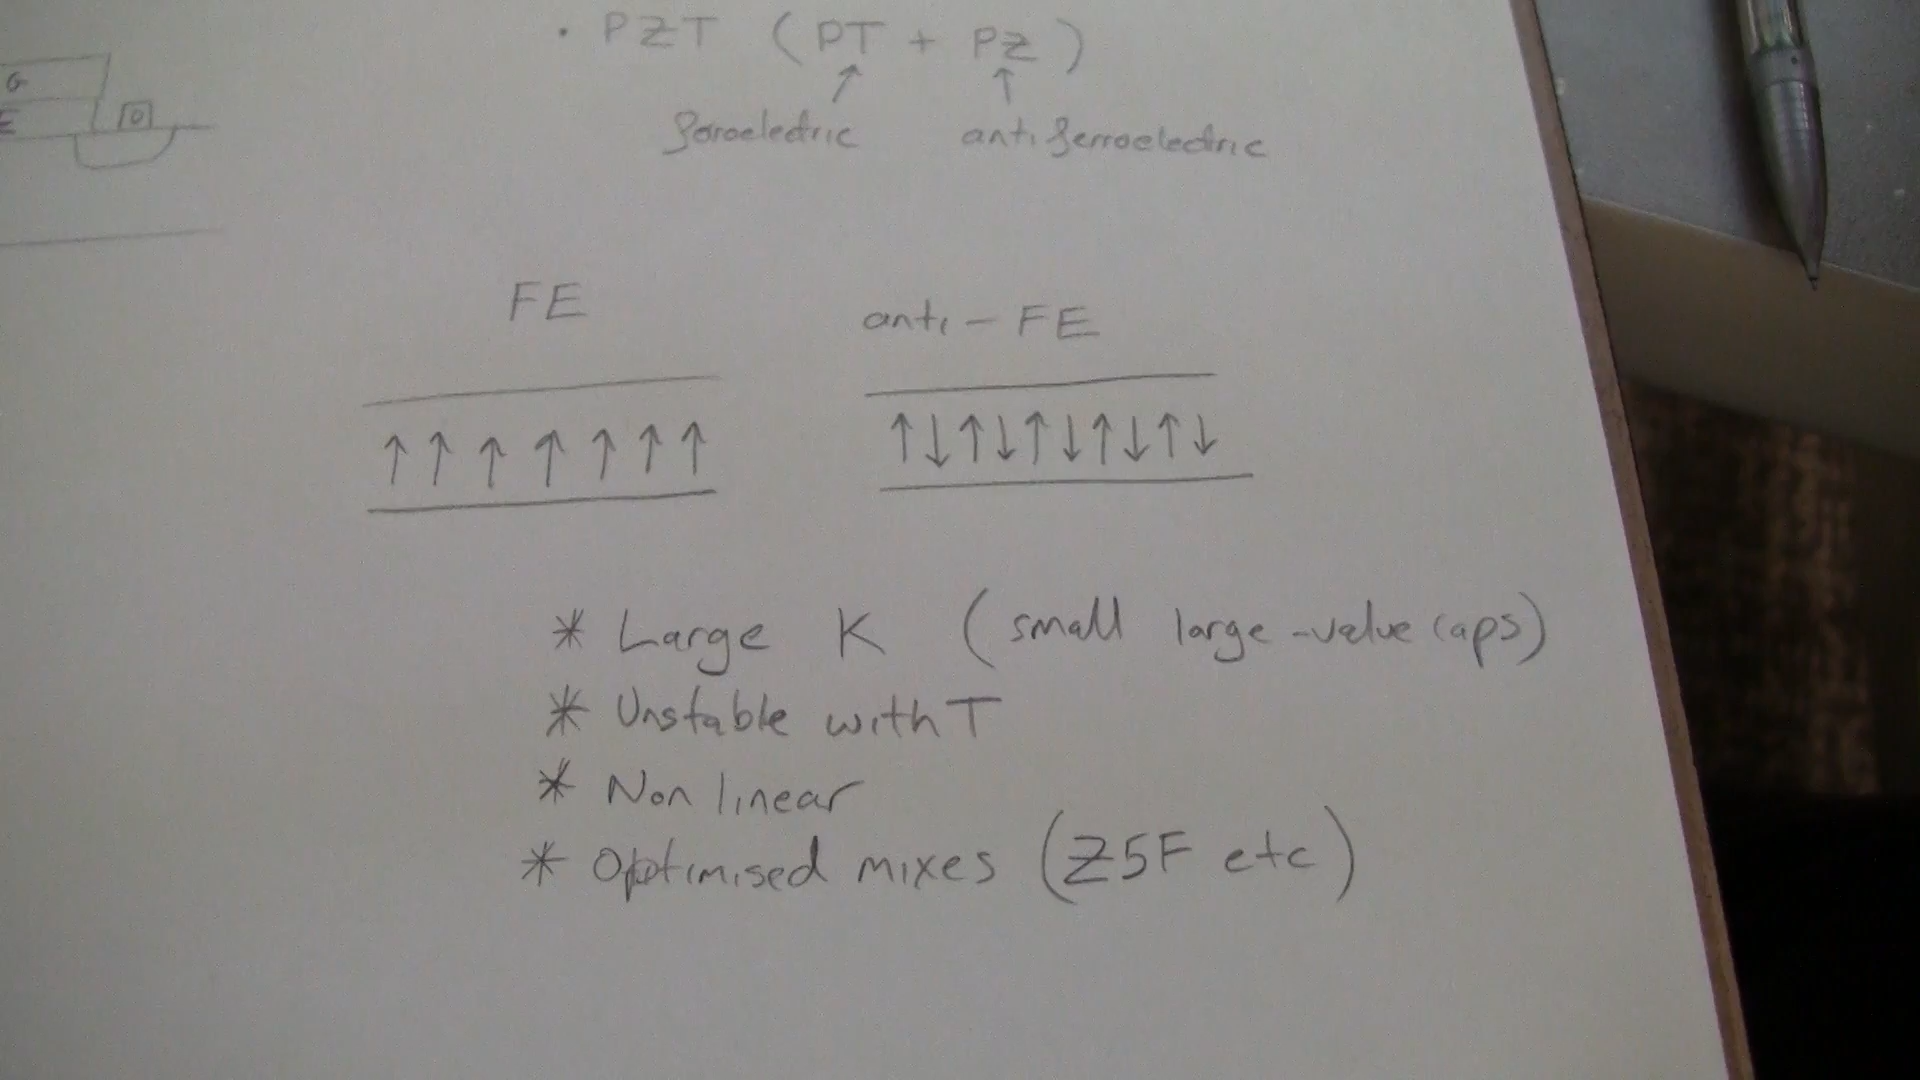 · PZT (PT + PZ)
↑ ↑
feroelectric antiferroelectric
G
E
D
FE anti-FE
↑ ↑ ↑ ↑ ↑ ↑ ↑ ↑↓↑↓↑↓↑↓↑↓
* Large K (small large-value caps)
* Unstable with T
* Non linear
* Optimised mixes (Z5F etc)